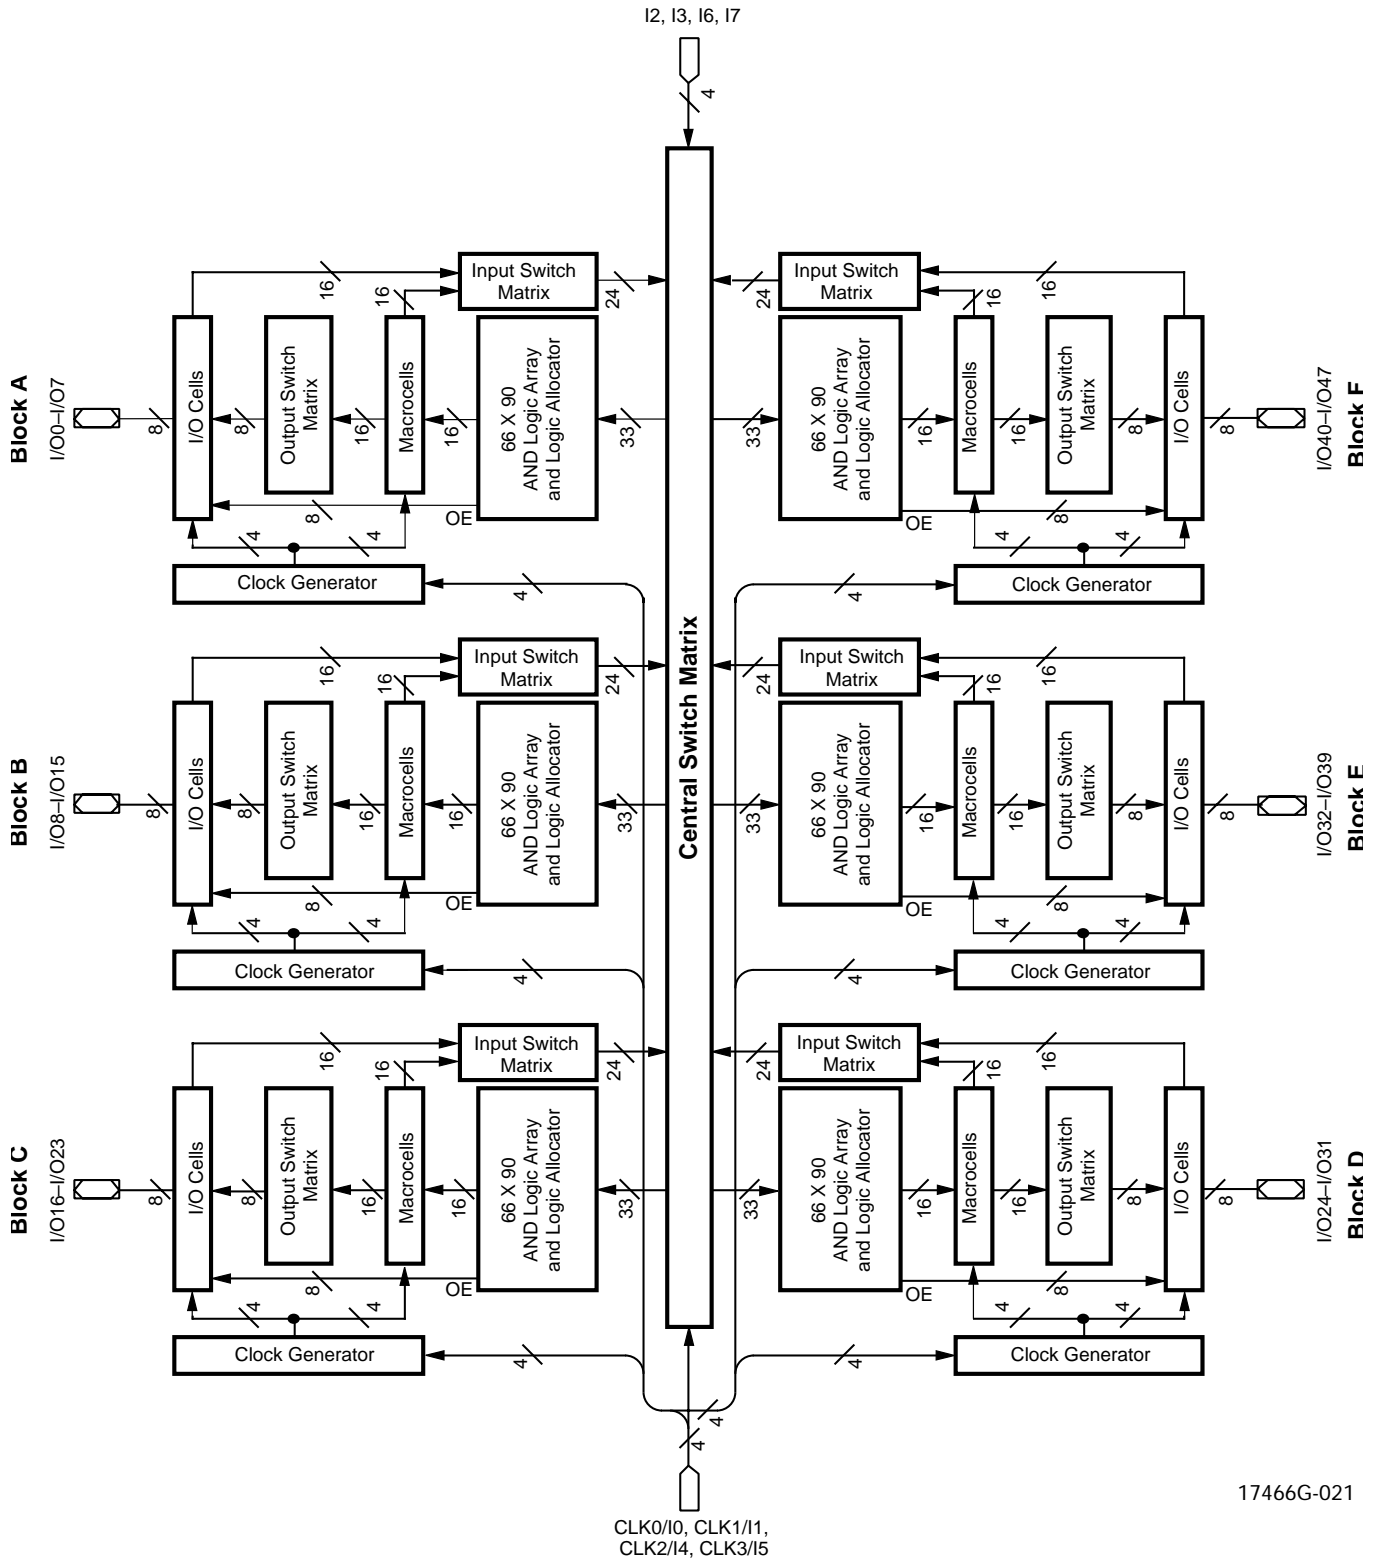 I2, I3, I6, I7
4
Block A
I/O0–I/O7
8
I/O Cells
8
Output Switch
Matrix
16
Macrocells
16
66 X 90
AND Logic Array
and Logic Allocator
33
16
16
Input Switch
Matrix
24
8
OE
4
4
Clock Generator
4
Block F
I/O40–I/O47
8
I/O Cells
8
Output Switch
Matrix
16
Macrocells
16
66 X 90
AND Logic Array
and Logic Allocator
33
16
16
Input Switch
Matrix
24
8
OE
4
4
Clock Generator
4
Central Switch Matrix
Block B
I/O8–I/O15
8
I/O Cells
8
Output Switch
Matrix
16
Macrocells
16
66 X 90
AND Logic Array
and Logic Allocator
33
16
16
Input Switch
Matrix
24
8
OE
4
4
Clock Generator
4
Block E
I/O32–I/O39
8
I/O Cells
8
Output Switch
Matrix
16
Macrocells
16
66 X 90
AND Logic Array
and Logic Allocator
33
16
16
Input Switch
Matrix
24
8
OE
4
4
Clock Generator
4
Block C
I/O16–I/O23
8
I/O Cells
8
Output Switch
Matrix
16
Macrocells
16
66 X 90
AND Logic Array
and Logic Allocator
33
16
16
Input Switch
Matrix
24
8
OE
4
4
Clock Generator
4
Block D
I/O24–I/O31
8
I/O Cells
8
Output Switch
Matrix
16
Macrocells
16
66 X 90
AND Logic Array
and Logic Allocator
33
16
16
Input Switch
Matrix
24
8
OE
4
4
Clock Generator
4
4
4
CLK0/I0, CLK1/I1,
CLK2/I4, CLK3/I5
17466G-021